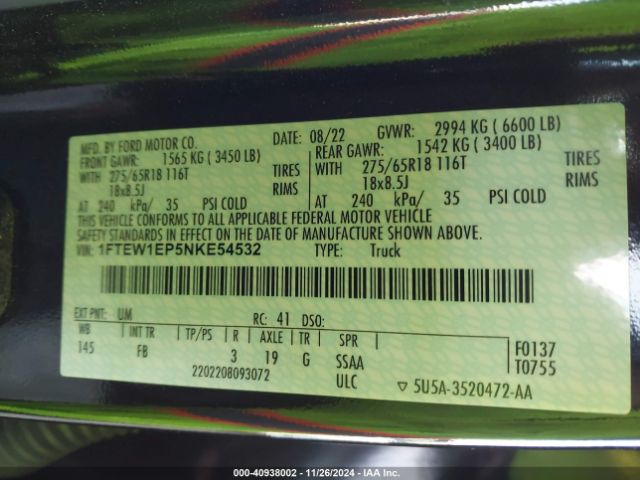 MFD. BY FORD MOTOR CO. DATE: 08/22 GVWR: 2994 KG ( 6600 LB)
FRONT GAWR: 1565 KG ( 3450 LB) REAR GAWR: 1542 KG ( 3400 LB)
WITH 275/65R18 116T TIRES WITH 275/65R18 116T TIRES
18x8.5J RIMS 18x8.5J RIMS
AT 240 kPa/ 35 PSI COLD AT 240 kPa/ 35 PSI COLD
THIS VEHICLE CONFORMS TO ALL APPLICABLE FEDERAL MOTOR VEHICLE
SAFETY STANDARDS IN EFFECT ON THE DATE OF MANUFACTURE SHOWN ABOVE.
VIN: 1FTEW1EP5NKE54532 TYPE: Truck
EXT PNT: UM RC: 41 DSO:
WB INT TR TP/PS R AXLE TR SPR F0137
145 FB 3 19 G SSAA T0755
2202208093072 ULC ▽ 5U5A-3520472-AA
000-40938002 — 11/26/2024 — IAAI.COM